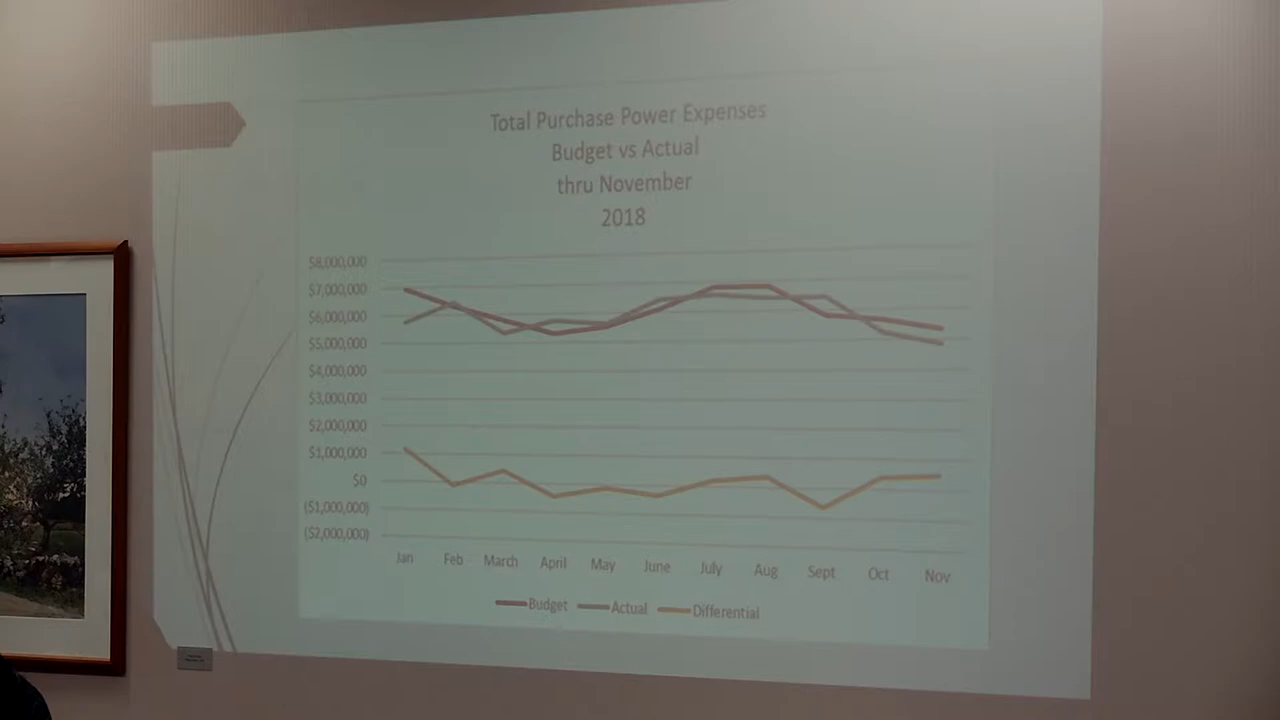 Total Purchase Power Expenses
Budget vs Actual
thru November
2018
$8,000,000
$7,000,000
$6,000,000
$5,000,000
$4,000,000
$3,000,000
$2,000,000
$1,000,000
$0
($1,000,000)
($2,000,000)
Jan Feb March April May June July Aug Sept Oct Nov
Budget Actual Differential